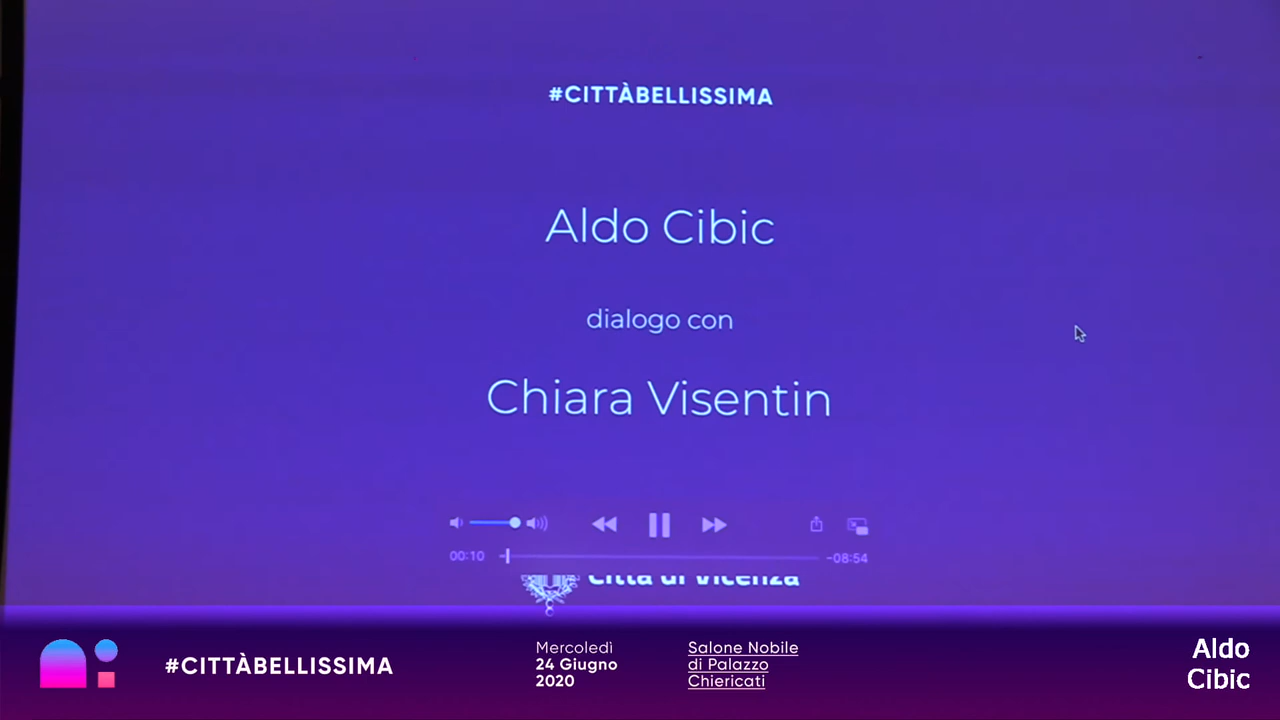 #CITTÀBELLISSIMA
Aldo Cibic
dialogo con
Chiara Visentin
00:10
-08:54
Città di Vicenza
#CITTÀBELLISSIMA
Mercoledì
24 Giugno
2020
Salone Nobile
di Palazzo
Chiericati
Aldo
Cibic